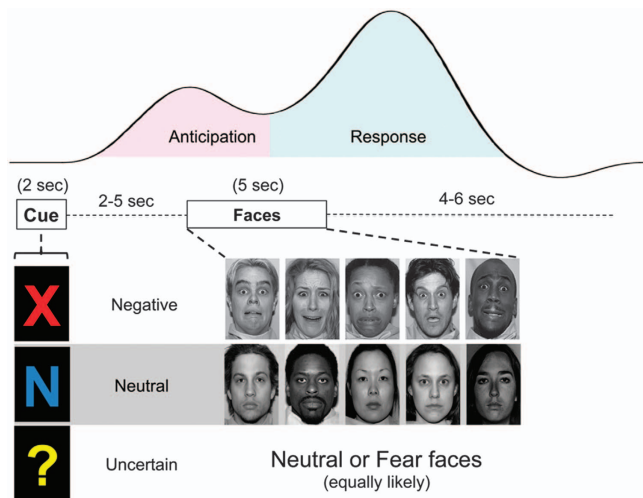 Anticipation
Response
(2 sec)
2-5 sec
(5 sec)
4-6 sec
Cue
Faces
X
Negative
N
Neutral
?
Uncertain
Neutral or Fear faces
(equally likely)